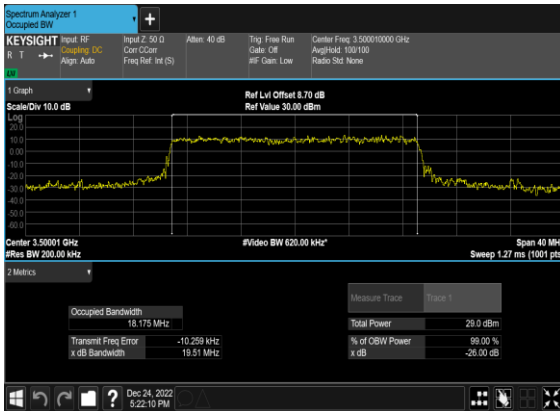 Spectrum Analyzer 1
Occupied BW
+
KEYSIGHT Input: RF Input Z: 50 Ω Atten: 40 dB Trig: Free Run Center Freq: 3.500010000 GHz
R T Coupling: DC Corr CCorr Gate: Off Avg|Hold: 100/100
Align: Auto Freq Ref: Int (S) #IF Gain: Low Radio Std: None
1 Graph
Ref Lvl Offset 8.70 dB
Scale/Div 10.0 dB Ref Value 30.00 dBm
Log
20.0
10.0
0.00
-10.0
-20.0
-30.0
-40.0
-50.0
-60.0
Center 3.50001 GHz #Video BW 620.00 kHz* Span 40 MH
#Res BW 200.00 kHz Sweep 1.27 ms (1001 pts
2 Metrics
Measure Trace Trace 1
Occupied Bandwidth
18.175 MHz Total Power 29.0 dBm
Transmit Freq Error -10.259 kHz % of OBW Power 99.00 %
x dB Bandwidth 19.51 MHz x dB -26.00 dB
? Dec 24, 2022
5:22:10 PM